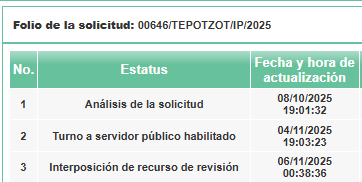 Folio de la solicitud: 00646/TEPOTZOT/IP/2025
No. Estatus Fecha y hora de actualización
1 Análisis de la solicitud 08/10/2025 19:01:32
2 Turno a servidor público habilitado 04/11/2025 19:03:23
3 Interposición de recurso de revisión 06/11/2025 00:38:36